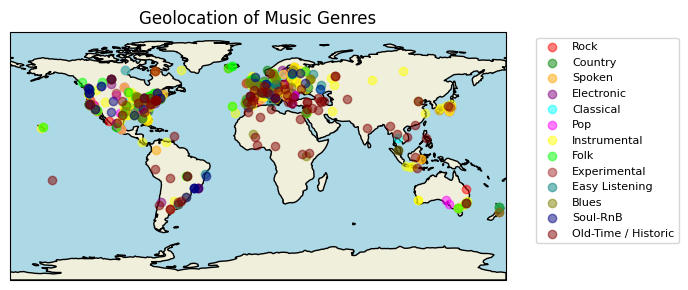 Geolocation of Music Genres
Rock
Country
Spoken
Electronic
Classical
Pop
Instrumental
Folk
Experimental
Easy Listening
Blues
Soul-RnB
Old-Time / Historic